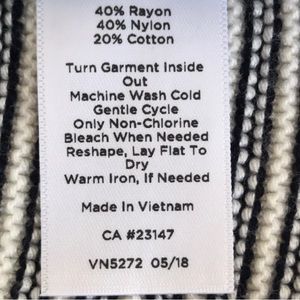 40% Rayon
40% Nylon
20% Cotton
Turn Garment Inside
Out
Machine Wash Cold
Gentle Cycle
Only Non-Chlorine
Bleach When Needed
Reshape, Lay Flat To
Dry
Warm Iron, If Needed
Made In Vietnam
CA #23147
VN5272 05/18